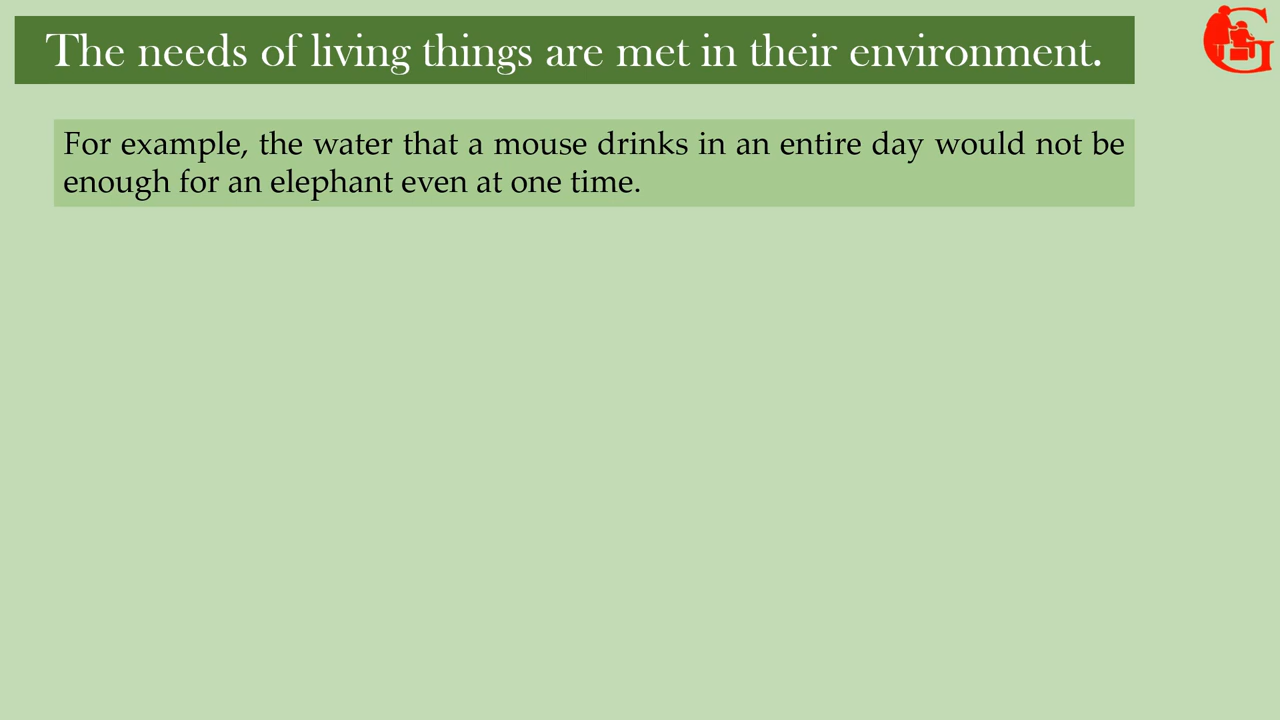 The needs of living things are met in their environment.
For example, the water that a mouse drinks in an entire day would not be
enough for an elephant even at one time.